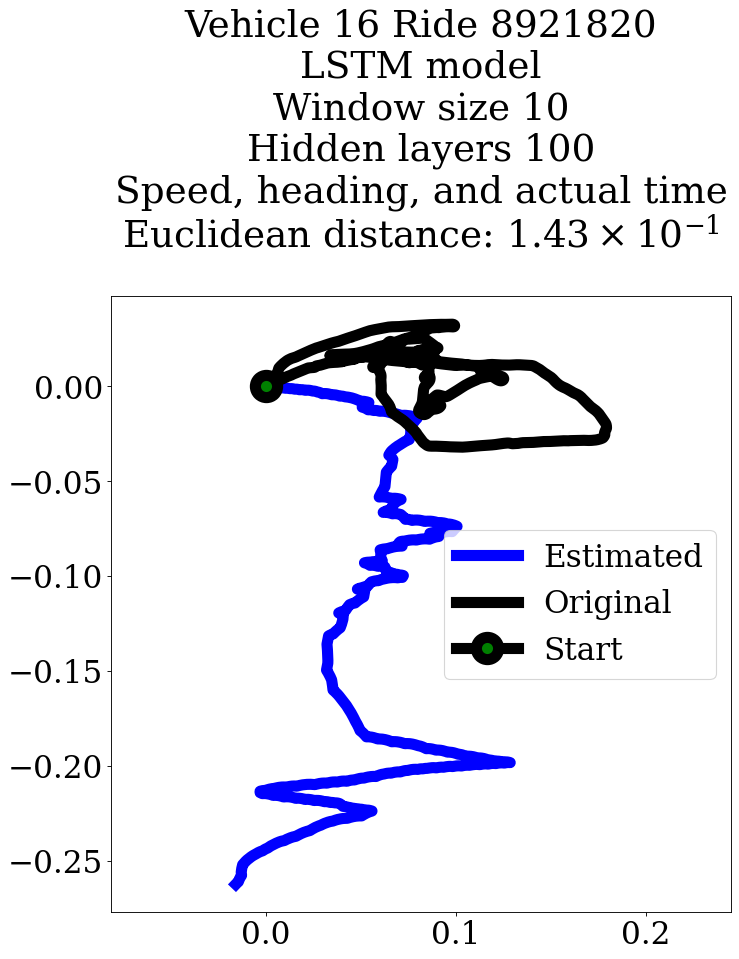 Vehicle 16 Ride 8921820
LSTM model
Window size 10
Hidden layers 100
Speed, heading, and actual time
Euclidean distance: 1.43 × 10⁻¹
0.00
−0.05
−0.10
−0.15
−0.20
−0.25
Estimated
Original
Start
0.0
0.1
0.2